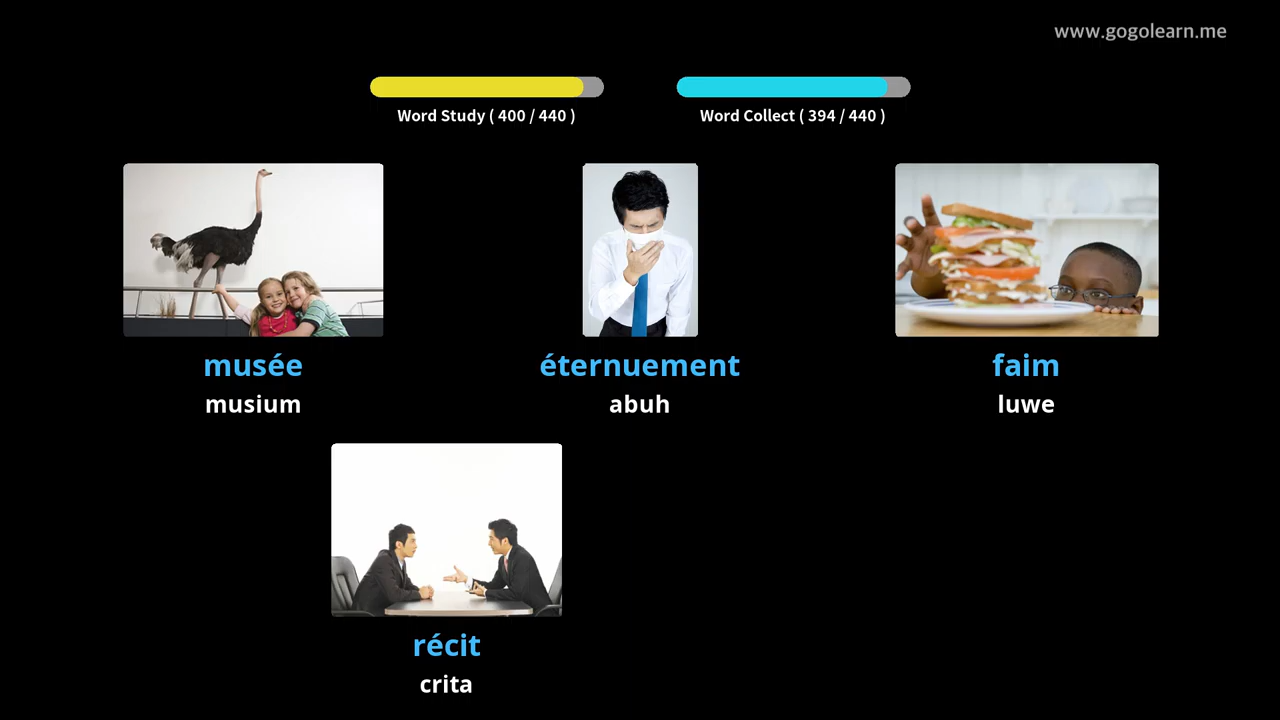 www.gogolearn.me
Word Study ( 400 / 440 )
Word Collect ( 394 / 440 )
musée
musium
éternuement
abuh
faim
luwe
récit
crita